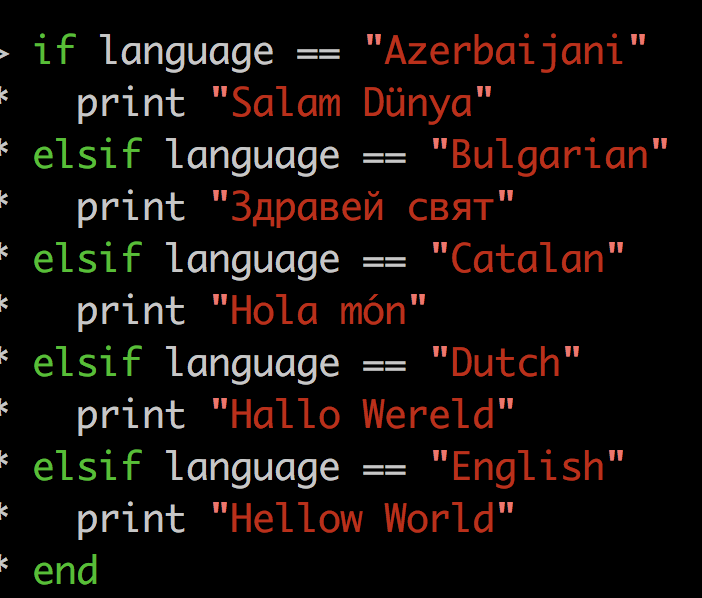 > if language == "Azerbaijani"
*   print "Salam Dünya"
* elsif language == "Bulgarian"
*   print "Здравей свят"
* elsif language == "Catalan"
*   print "Hola món"
* elsif language == "Dutch"
*   print "Hallo Wereld"
* elsif language == "English"
*   print "Hellow World"
* end